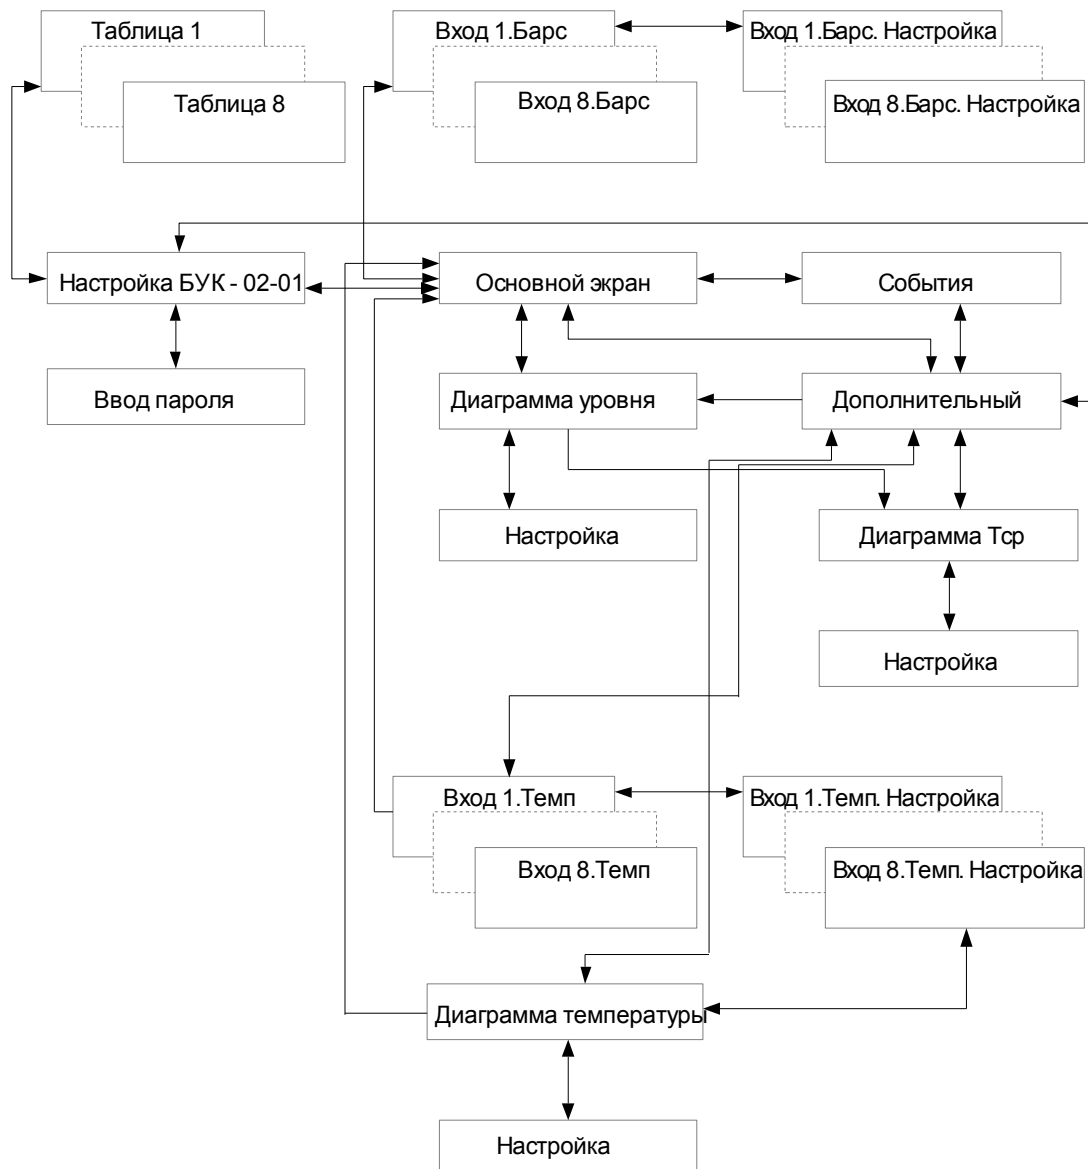 Таблица 1
Таблица 8
Вход 1.Барс
Вход 8.Барс
Вход 1.Барс. Настройка
Вход 8.Барс. Настройка
Настройка БУК - 02-01
Основной экран
События
Ввод пароля
Диаграмма уровня
Дополнительный
Настройка
Диаграмма Тср
Настройка
Вход 1.Темп
Вход 8.Темп
Вход 1.Темп. Настройка
Вход 8.Темп. Настройка
Диаграмма температуры
Настройка